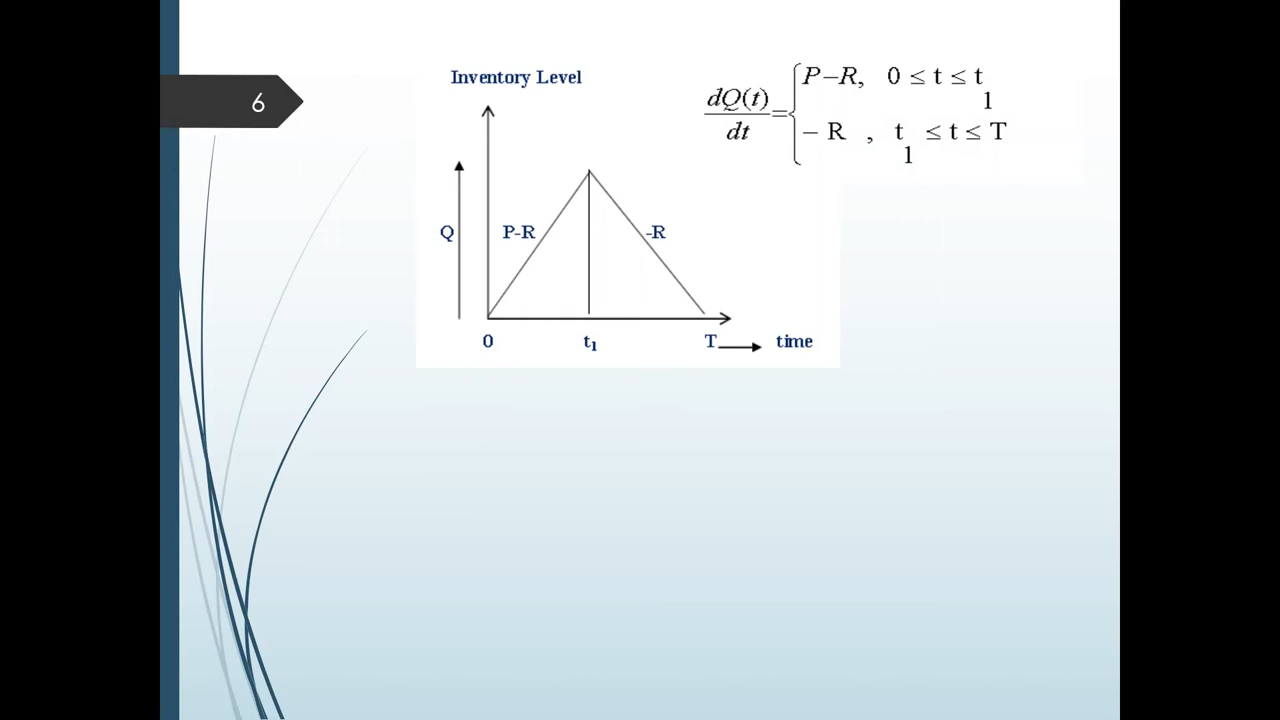 6
Inventory Level
Q
P-R
-R
0
t₁
T
time
dQ(t)/dt = { P–R, 0 ≤ t ≤ t₁
– R , t₁ ≤ t ≤ T